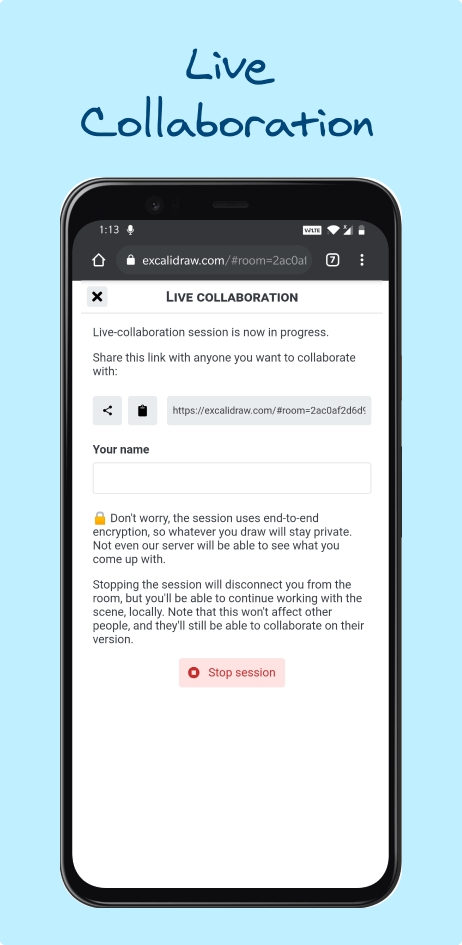 Live
Collaboration
1:13
VoLTE
excalidraw.com/#room=2ac0af
7
LIVE COLLABORATION
Live-collaboration session is now in progress.
Share this link with anyone you want to collaborate
with:
https://excalidraw.com/#room=2ac0af2d6d9
Your name
🔒 Don't worry, the session uses end-to-end
encryption, so whatever you draw will stay private.
Not even our server will be able to see what you
come up with.
Stopping the session will disconnect you from the
room, but you'll be able to continue working with the
scene, locally. Note that this won't affect other
people, and they'll still be able to collaborate on their
version.
Stop session